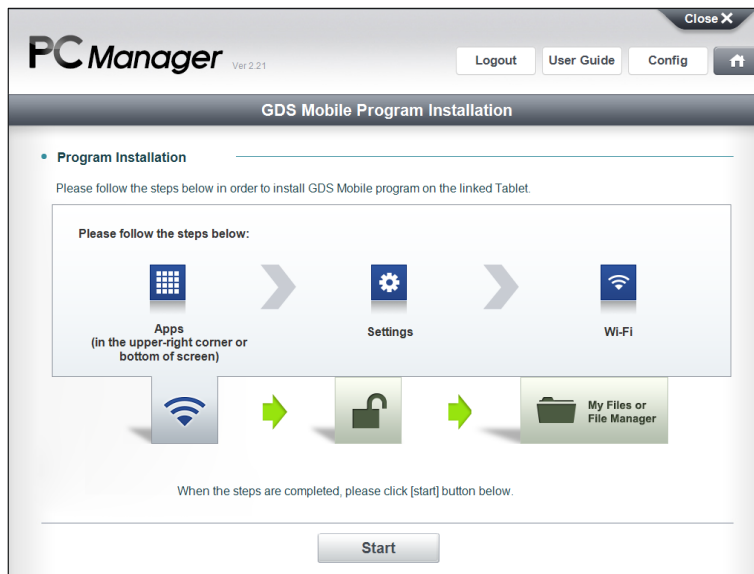 Close X
PC Manager Ver 2.21
Logout User Guide Config
GDS Mobile Program Installation
• Program Installation
Please follow the steps below in order to install GDS Mobile program on the linked Tablet.
Please follow the steps below:
Apps
(in the upper-right corner or
bottom of screen)
Settings
Wi-Fi
My Files or
File Manager
When the steps are completed, please click [start] button below.
Start